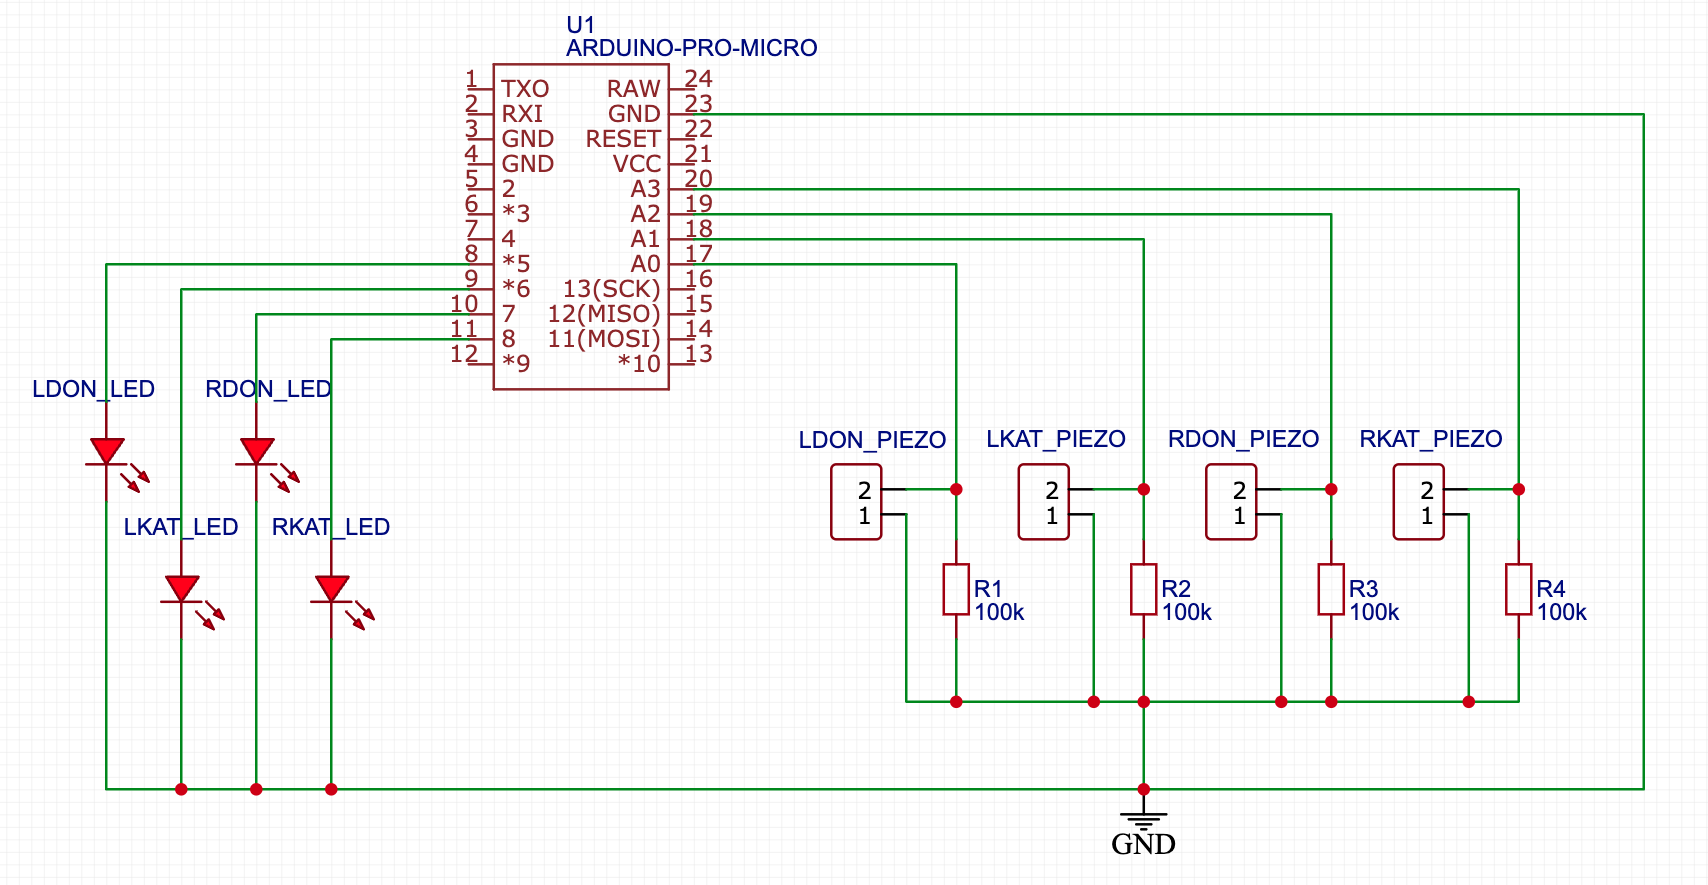 U1
ARDUINO-PRO-MICRO
1 TXO RAW 24
2 RXI GND 23
3 GND RESET 22
4 GND VCC 21
5 2 A3 20
6 *3 A2 19
7 4 A1 18
8 *5 A0 17
9 *6 13(SCK) 16
10 7 12(MISO) 15
11 8 11(MOSI) 14
12 *9 *10 13
LDON_LED RDON_LED
LKAT_LED RKAT_LED
LDON_PIEZO LKAT_PIEZO RDON_PIEZO RKAT_PIEZO
2 2 2 2
1 1 1 1
R1 R2 R3 R4
100k 100k 100k 100k
GND